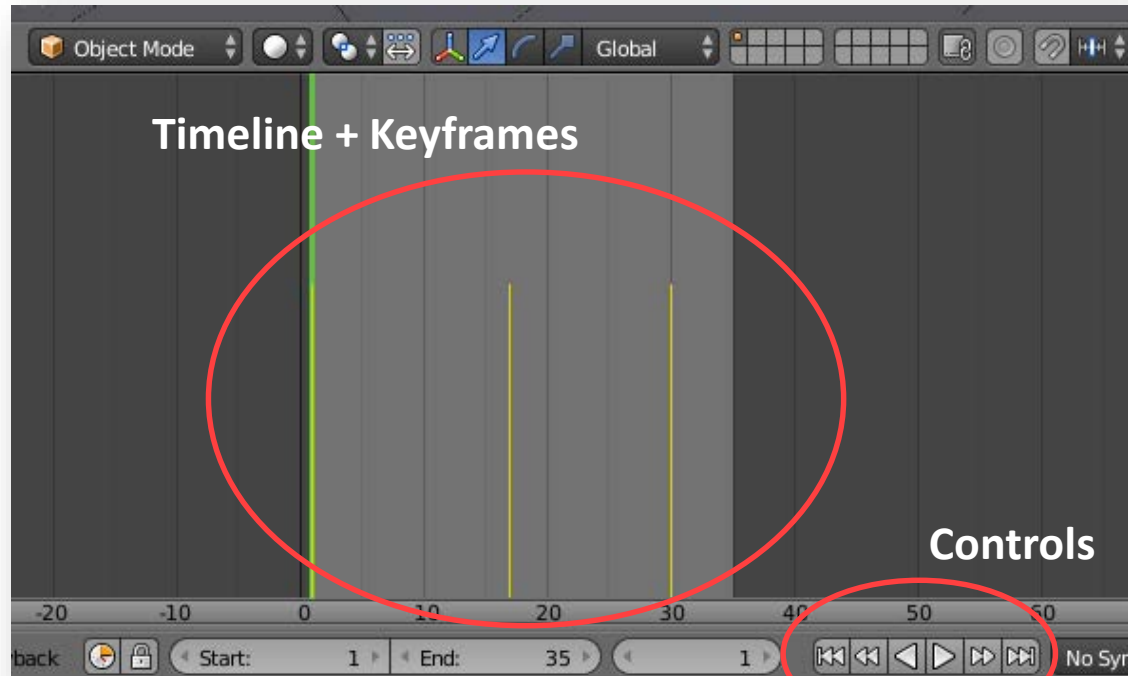 Object Mode Global
Timeline + Keyframes
Controls
-20 -10 0 10 20 30 40 50 60
back Start: 1 End: 35 1 No Syn